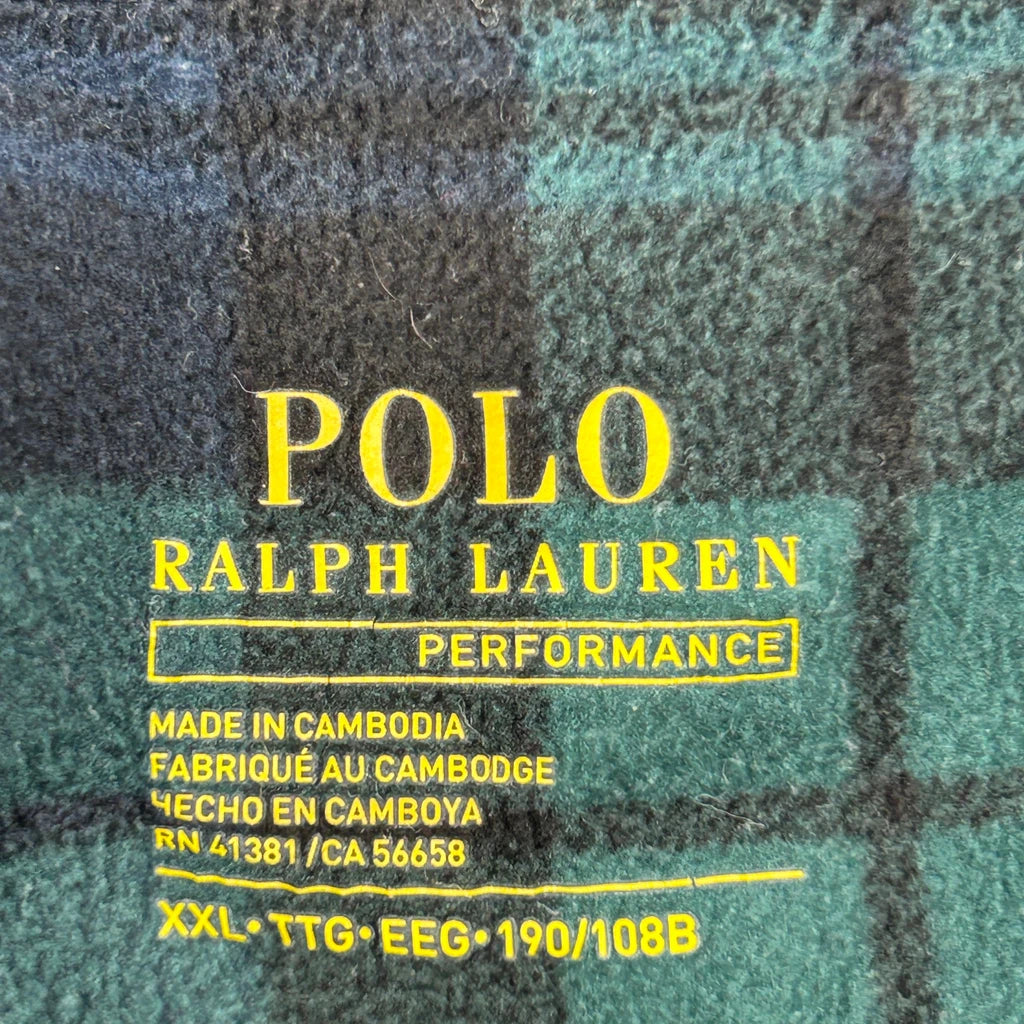 POLO
RALPH LAUREN
PERFORMANCE
MADE IN CAMBODIA
FABRIQUÉ AU CAMBODGE
HECHO EN CAMBOYA
RN 41381 /CA 56658
XXL • TTG • EEG • 190/108B